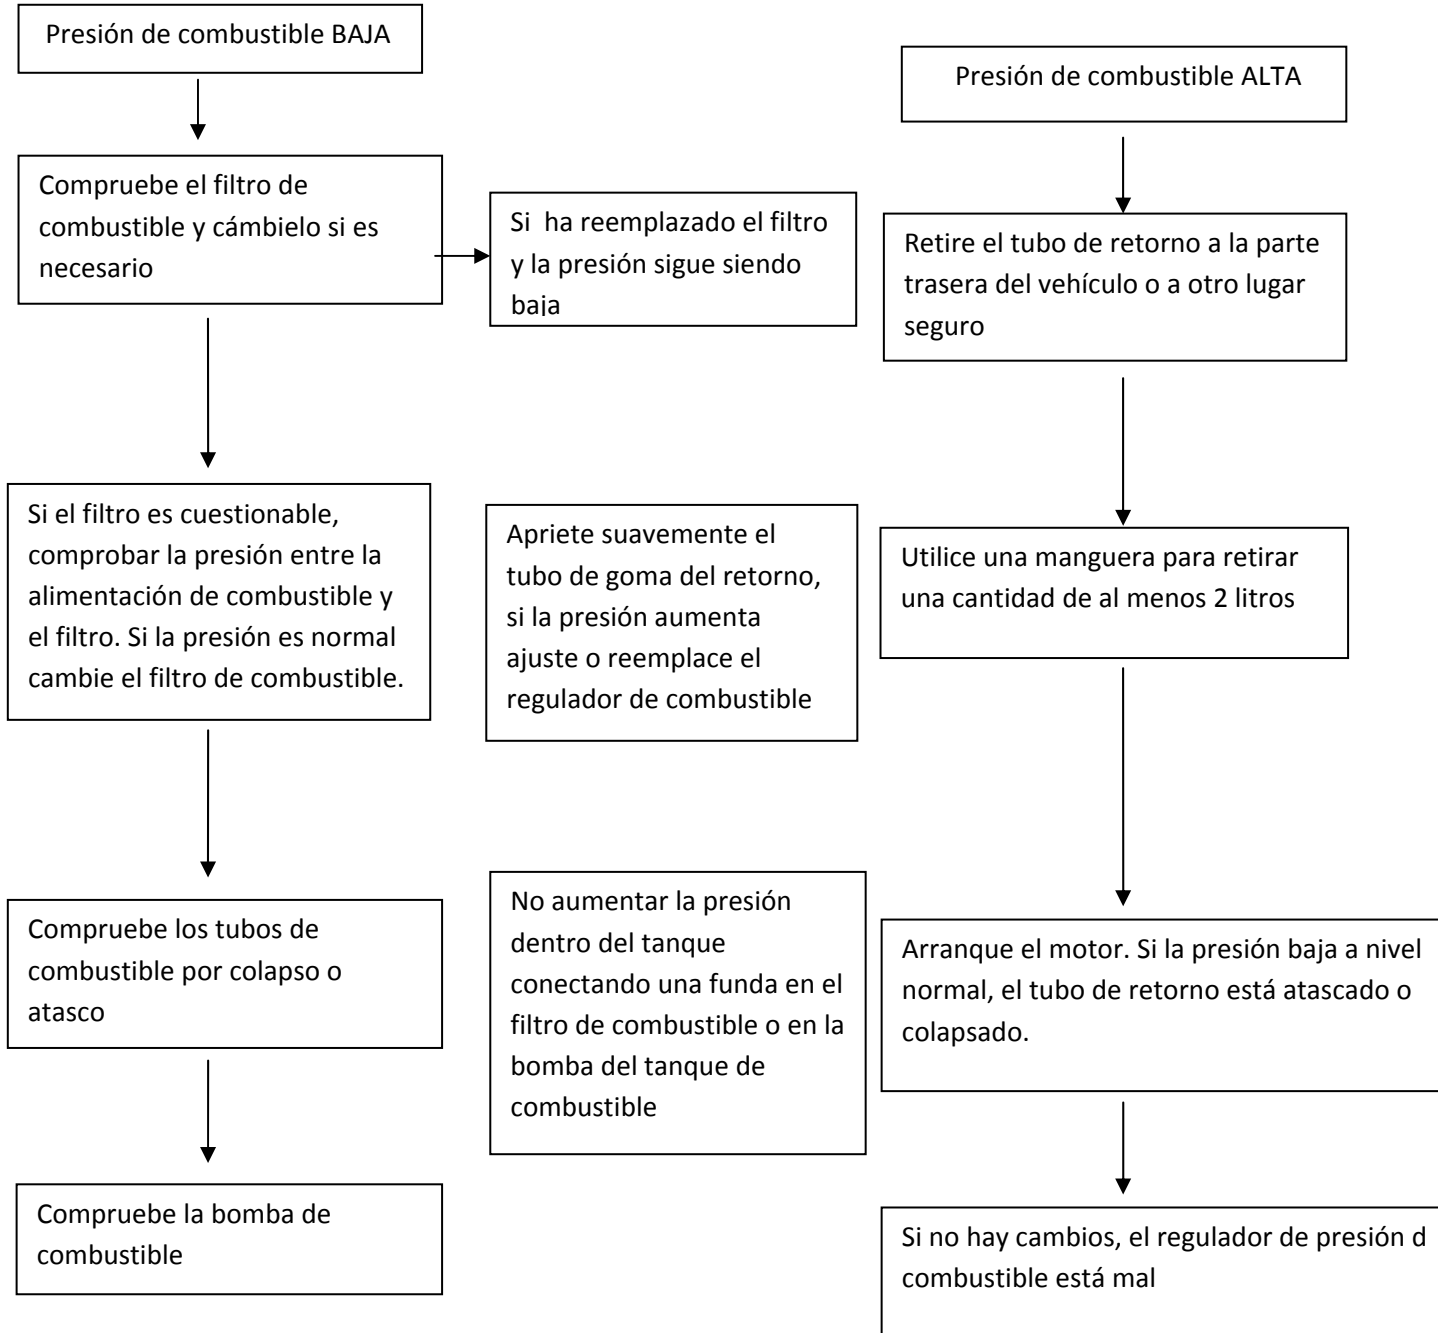 Presión de combustible BAJA
Compruebe el filtro de
combustible y cámbielo si es
necesario
Si ha reemplazado el filtro
y la presión sigue siendo
baja
Si el filtro es cuestionable,
comprobar la presión entre la
alimentación de combustible y
el filtro. Si la presión es normal
cambie el filtro de combustible.
Apriete suavemente el
tubo de goma del retorno,
si la presión aumenta
ajuste o reemplace el
regulador de combustible
Compruebe los tubos de
combustible por colapso o
atasco
No aumentar la presión
dentro del tanque
conectando una funda en el
filtro de combustible o en la
bomba del tanque de
combustible
Compruebe la bomba de
combustible
Presión de combustible ALTA
Retire el tubo de retorno a la parte
trasera del vehículo o a otro lugar
seguro
Utilice una manguera para retirar
una cantidad de al menos 2 litros
Arranque el motor. Si la presión baja a nivel
normal, el tubo de retorno está atascado o
colapsado.
Si no hay cambios, el regulador de presión d
combustible está mal